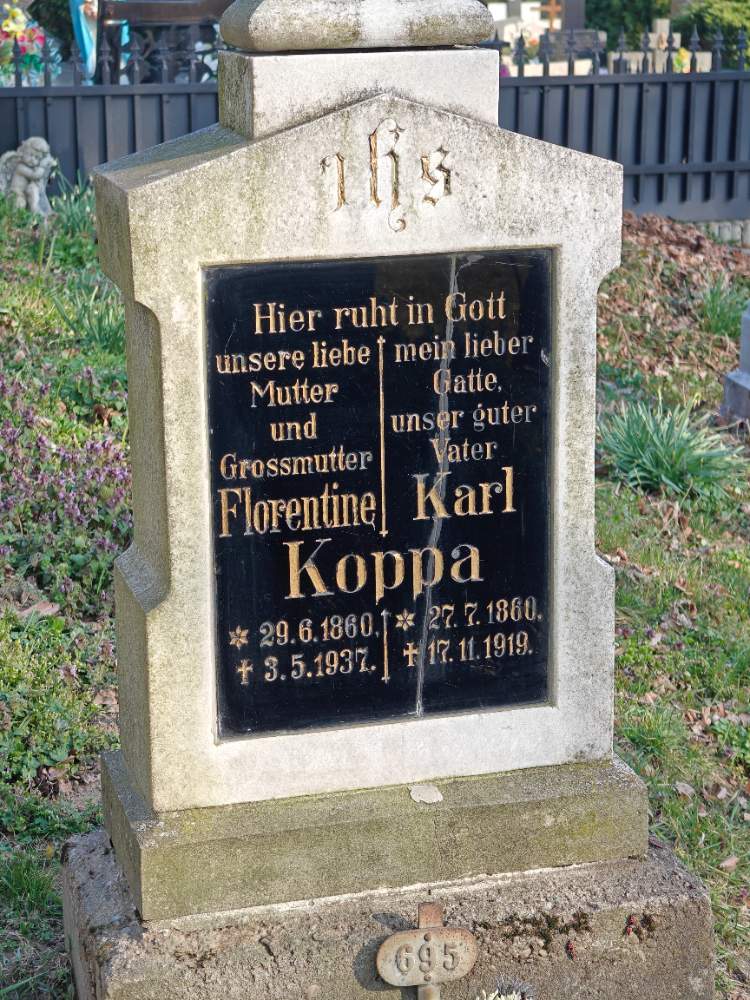 ihs
Hier ruht in Gott
unsere liebe
Mutter
und
Grossmutter
Florentine
mein lieber
Gatte,
unser guter
Vater
Karl
Koppa
* 29.6.1860.
† 3.5.1937.
* 27.7.1860.
† 17.11.1919.
695